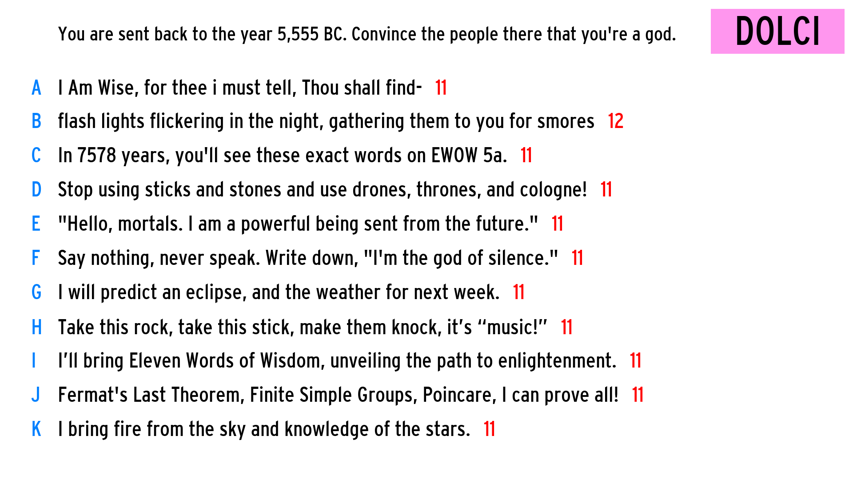 You are sent back to the year 5,555 BC. Convince the people there that you're a god.
DOLCI
A I Am Wise, for thee i must tell, Thou shall find- 11
B flash lights flickering in the night, gathering them to you for smores 12
C In 7578 years, you'll see these exact words on EWOW 5a. 11
D Stop using sticks and stones and use drones, thrones, and cologne! 11
E "Hello, mortals. I am a powerful being sent from the future." 11
F Say nothing, never speak. Write down, "I'm the god of silence." 11
G I will predict an eclipse, and the weather for next week. 11
H Take this rock, take this stick, make them knock, it’s “music!” 11
I I’ll bring Eleven Words of Wisdom, unveiling the path to enlightenment. 11
J Fermat's Last Theorem, Finite Simple Groups, Poincare, I can prove all! 11
K I bring fire from the sky and knowledge of the stars. 11